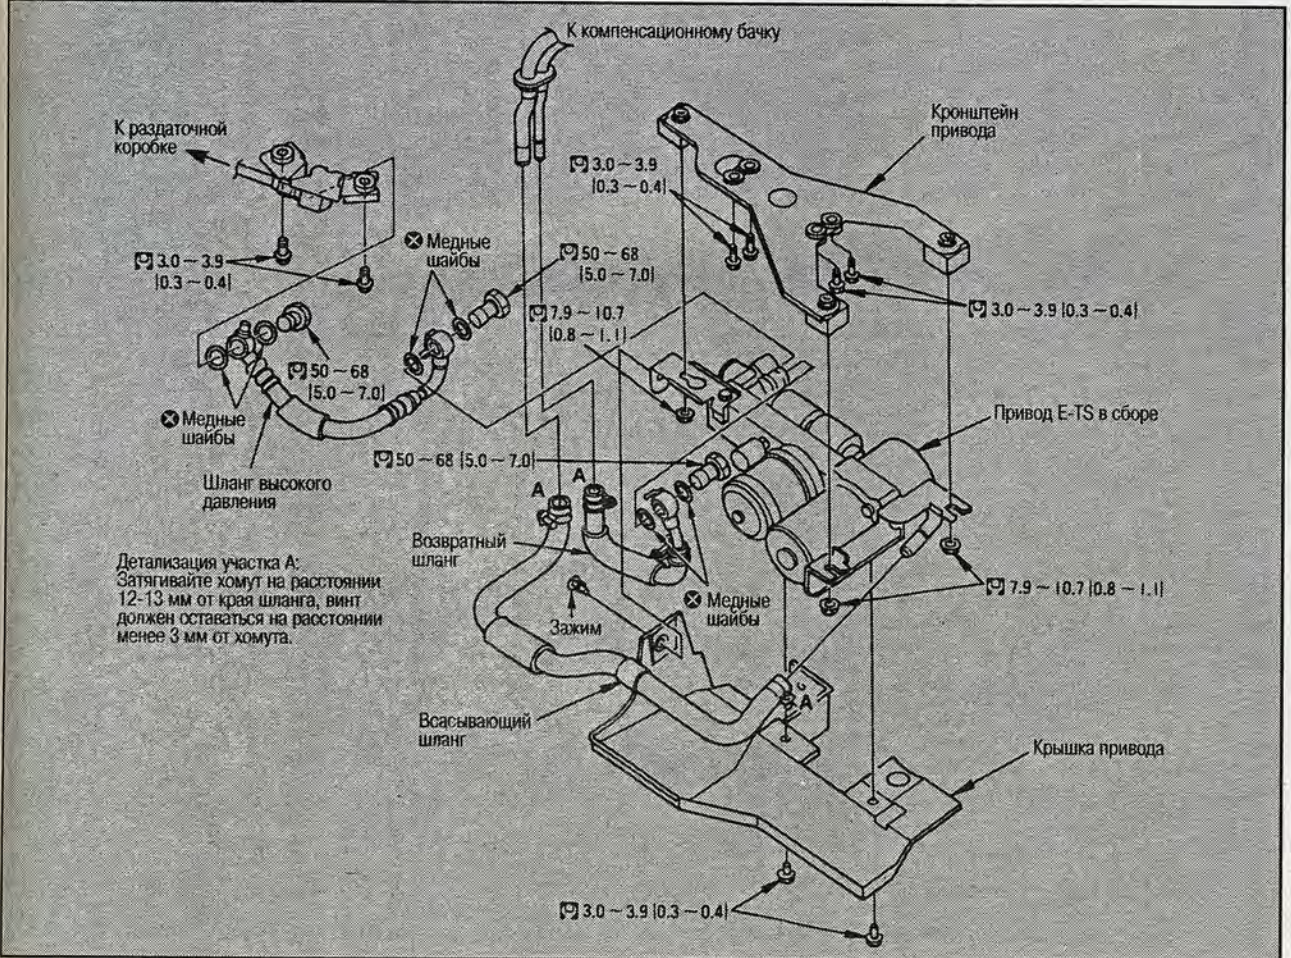 К компенсационному бачку
Кронштейн
привода
К раздаточной
коробке
3.0 ~ 3.9
|0.3 ~ 0.4|
Медные
шайбы
50 ~ 68
|5.0 ~ 7.0|
3.0 ~ 3.9
|0.3 ~ 0.4|
7.9 ~ 10.7
|0.8 ~ 1.1|
3.0 ~ 3.9 |0.3 ~ 0.4|
50 ~ 68
|5.0 ~ 7.0|
Медные
шайбы
Привод E-TS в сборе
50 ~ 68 |5.0 ~ 7.0|
Шланг высокого
давления
A
A
Возвратный
шланг
Детализация участка А:
Затягивайте хомут на расстоянии
12-13 мм от края шланга, винт
должен оставаться на расстоянии
менее 3 мм от хомута.
Зажим
Медные
шайбы
7.9 ~ 10.7 |0.8 ~ 1.1|
A
Всасывающий
шланг
Крышка привода
3.0 ~ 3.9 |0.3 ~ 0.4|